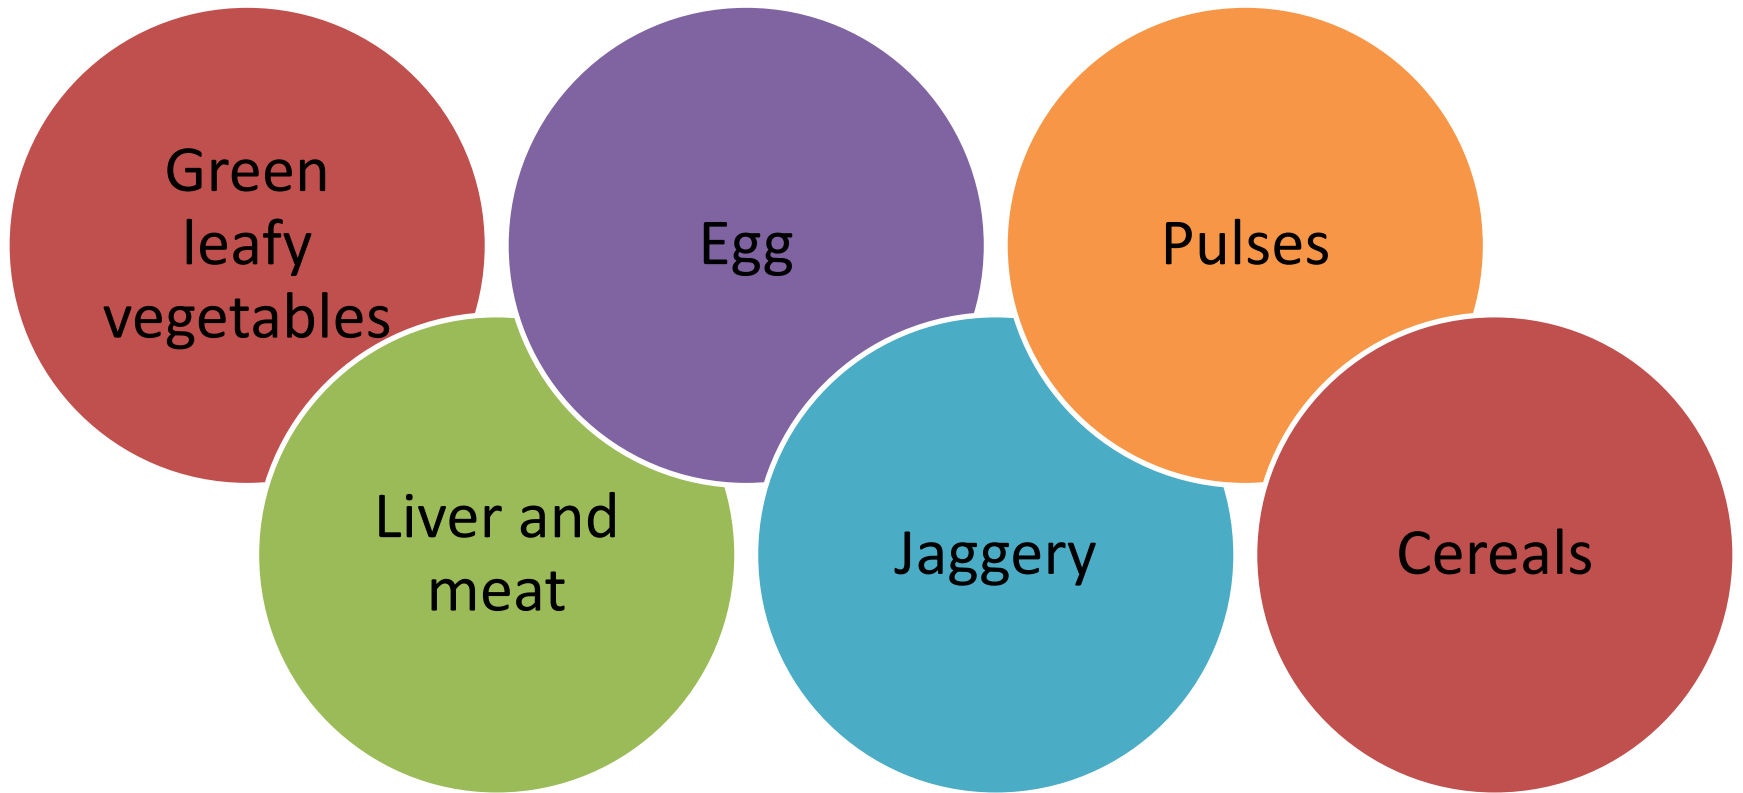 Green
leafy
vegetables
Egg
Pulses
Liver and
meat
Jaggery
Cereals